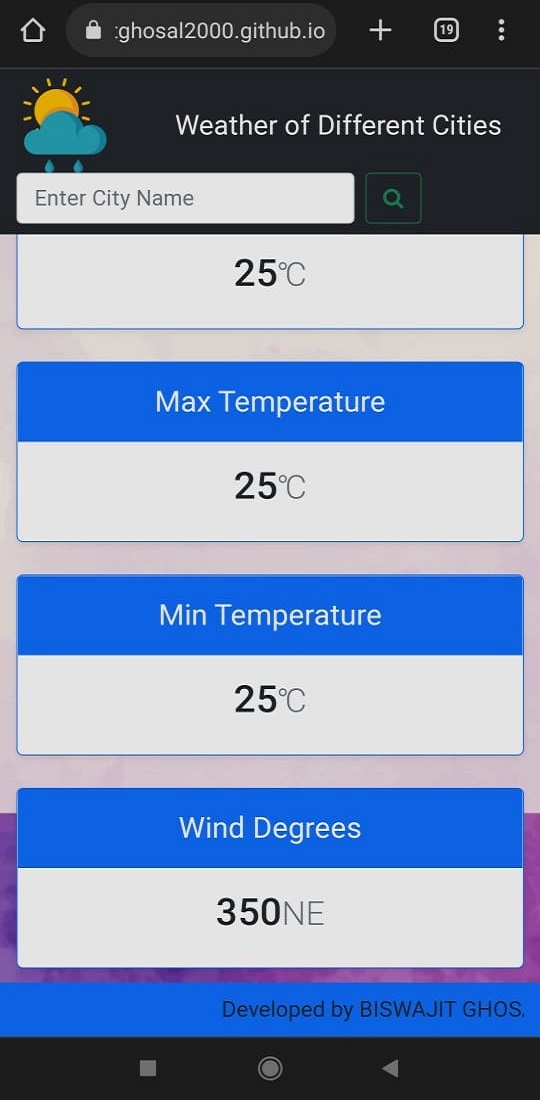 :ghosal2000.github.io
19
Weather of Different Cities
Enter City Name
25°C
Max Temperature
25°C
Min Temperature
25°C
Wind Degrees
350NE
Developed by BISWAJIT GHOS.